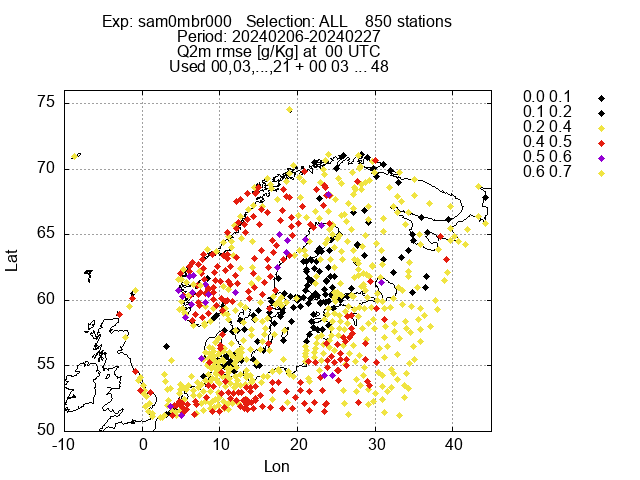 Exp: sam0mbr000 Selection: ALL 850 stations
Period: 20240206-20240227
Q2m rmse [g/Kg] at 00 UTC
Used 00,03,...,21 + 00 03 ... 48
0.0 0.1
0.1 0.2
0.2 0.4
0.4 0.5
0.5 0.6
0.6 0.7
75
70
65
60
55
50
Lat
-10 0 10 20 30 40
Lon